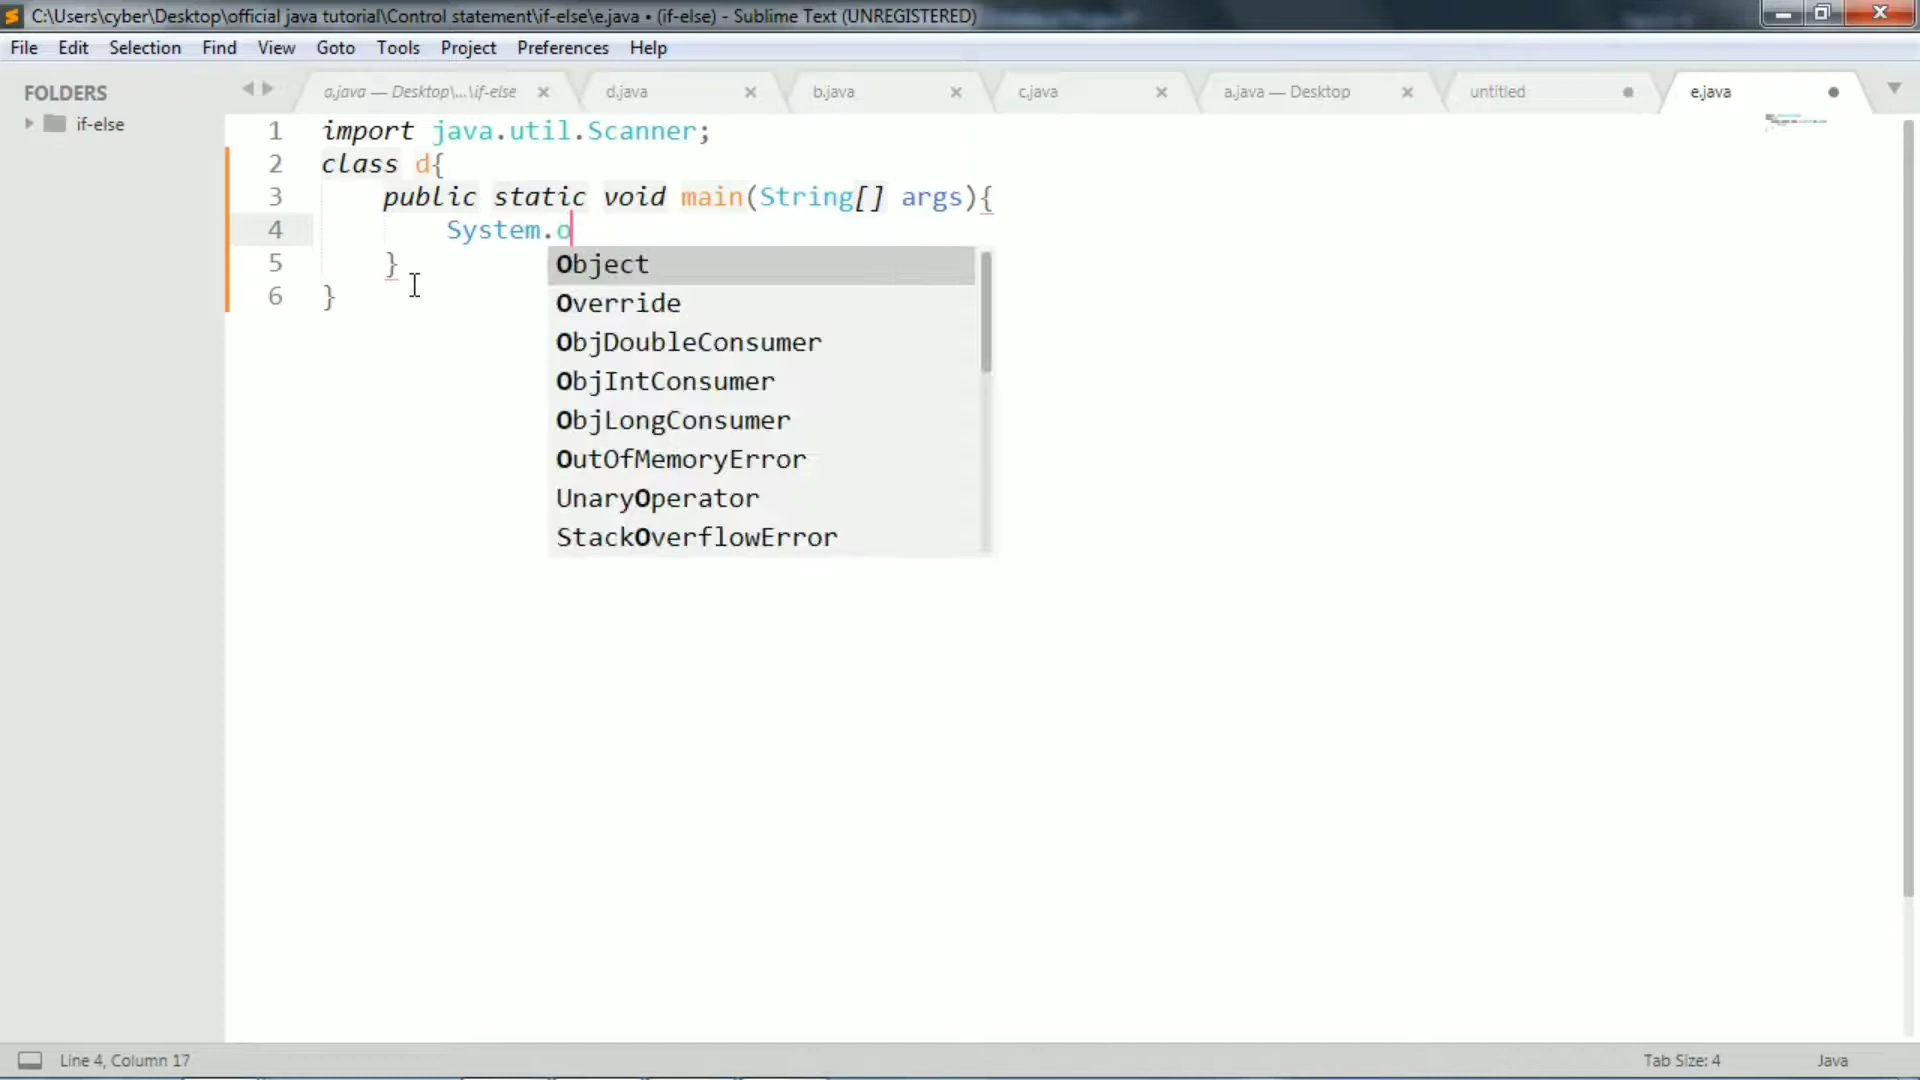 C:\Users\cyber\Desktop\official java tutorial\Control statement\if-else\e.java • (if-else) - Sublime Text (UNREGISTERED)
File Edit Selection Find View Goto Tools Project Preferences Help
FOLDERS
if-else
a.java — Desktop\...\if-else d.java b.java c.java a.java — Desktop untitled e.java
1 import java.util.Scanner;
2 class d{
3 public static void main(String[] args){
4 System.o
5 }
6 }
Object
Override
ObjDoubleConsumer
ObjIntConsumer
ObjLongConsumer
OutOfMemoryError
UnaryOperator
StackOverflowError
Line 4, Column 17
Tab Size: 4
Java